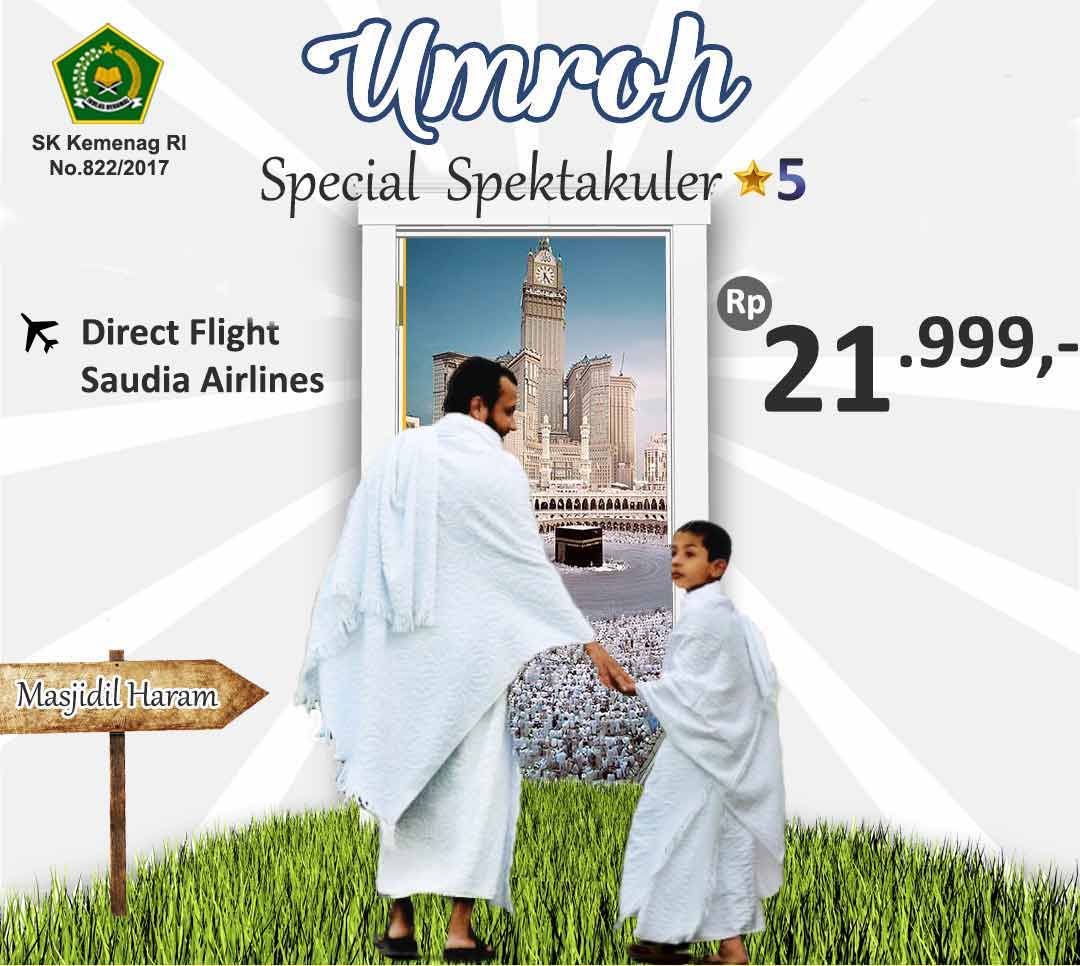 Umroh
SK Kemenag RI
No.822/2017
Special Spektakuler 5
Direct Flight
Saudia Airlines
Rp 21.999,-
Masjidil Haram